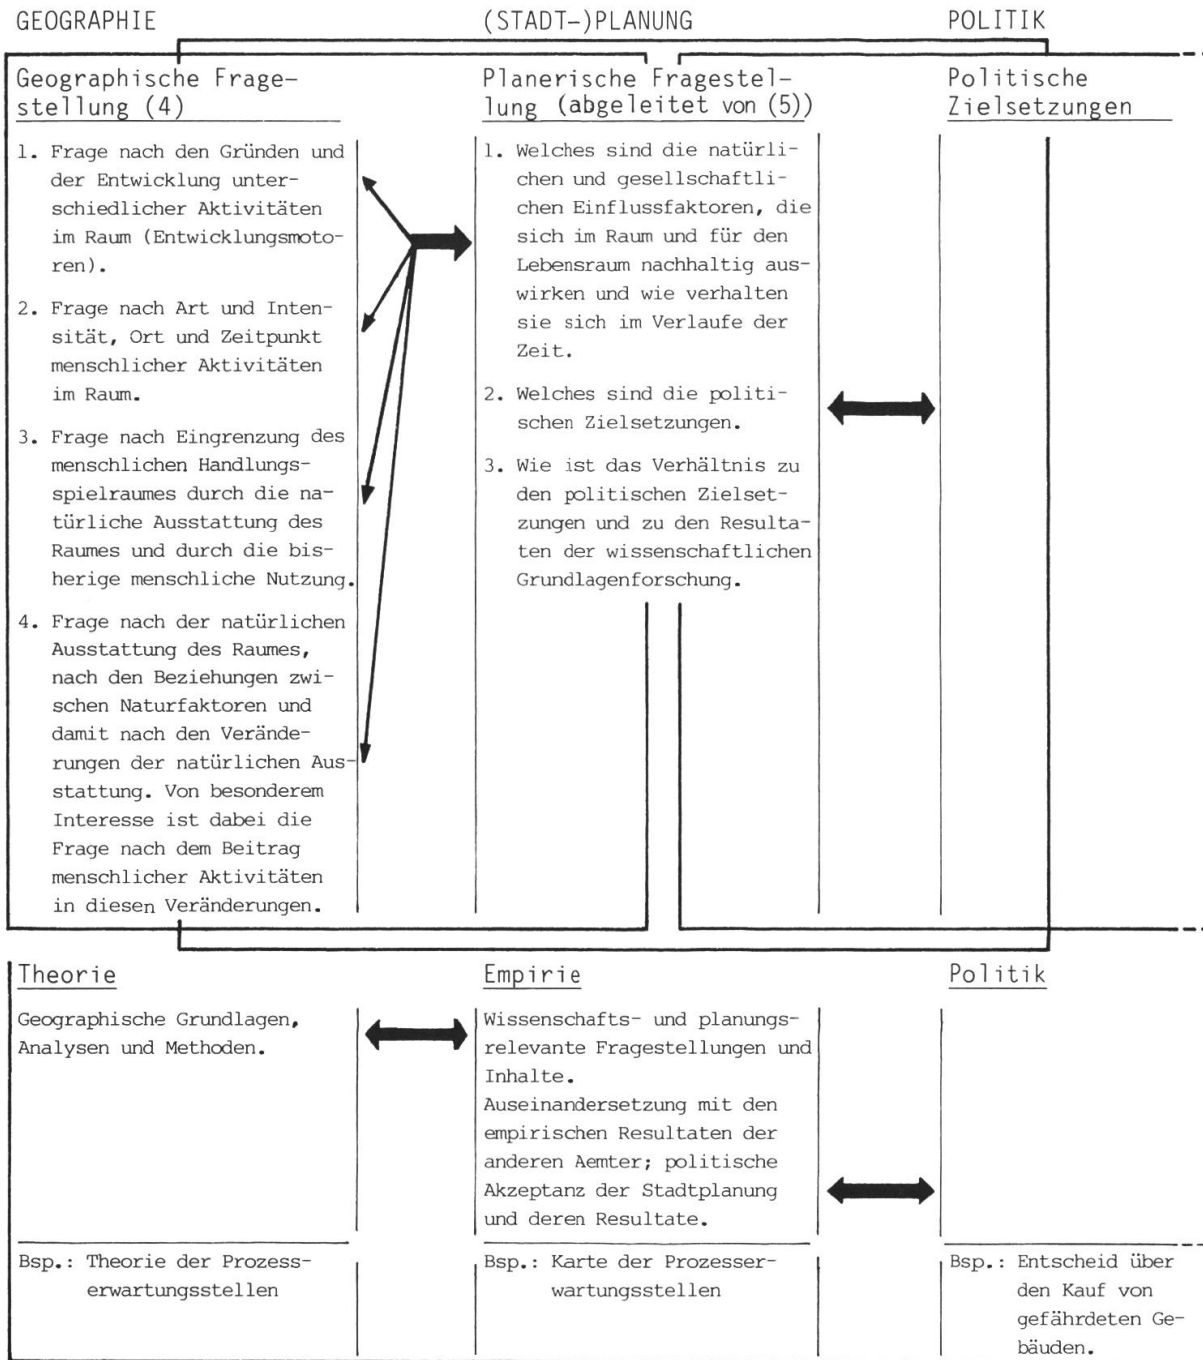 GEOGRAPHIE
(STADT-)PLANUNG
POLITIK
Geographische Frage-
stellung (4)
1. Frage nach den Gründen und
der Entwicklung unter-
schiedlicher Aktivitäten
im Raum (Entwicklungsmoto-
ren).
2. Frage nach Art und Inten-
sität, Ort und Zeitpunkt
menschlicher Aktivitäten
im Raum.
3. Frage nach Eingrenzung des
menschlichen Handlungs-
spielraumes durch die na-
türliche Ausstattung des
Raumes und durch die bis-
herige menschliche Nutzung.
4. Frage nach der natürlichen
Ausstattung des Raumes,
nach den Beziehungen zwi-
schen Naturfaktoren und
damit nach den Verände-
rungen der natürlichen Aus-
stattung. Von besonderem
Interesse ist dabei die
Frage nach dem Beitrag
menschlicher Aktivitäten
in diesen Veränderungen.
Planerische Fragestel-
lung (abgeleitet von (5))
1. Welches sind die natürli-
chen und gesellschaftli-
chen Einflussfaktoren, die
sich im Raum und für den
Lebensraum nachhaltig aus-
wirken und wie verhalten
sie sich im Verlaufe der
Zeit.
2. Welches sind die politi-
schen Zielsetzungen.
3. Wie ist das Verhältnis zu
den politischen Zielset-
zungen und zu den Resulta-
ten der wissenschaftlichen
Grundlagenforschung.
Politische
Zielsetzungen
Theorie
Geographische Grundlagen,
Analysen und Methoden.
Bsp.: Theorie der Prozess-
erwartungsstellen
Empirie
Wissenschafts- und planungs-
relevante Fragestellungen und
Inhalte.
Auseinandersetzung mit den
empirischen Resultaten der
anderen Aemter; politische
Akzeptanz der Stadtplanung
und deren Resultate.
Bsp.: Karte der Prozesser-
wartungsstellen
Politik
Bsp.: Entscheid über
den Kauf von
gefährdeten Ge-
bäuden.